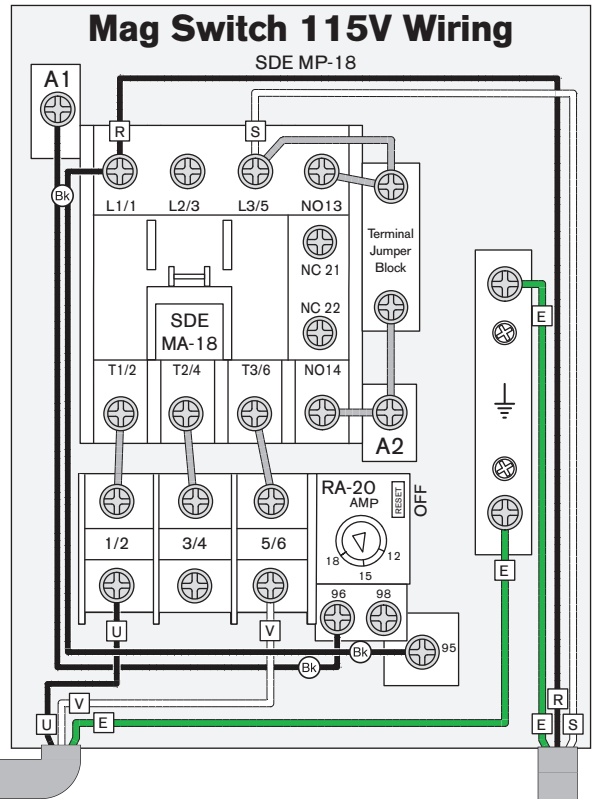 Mag Switch 115V Wiring
SDE MP-18
A1
R
S
Bk
L1/1
L2/3
L3/5
NO13
Terminal
Jumper
Block
NC 21
NC 22
SDE
MA-18
E
T1/2
T2/4
T3/6
NO14
A2
RA-20
AMP
RESET
OFF
1/2
3/4
5/6
18
12
15
E
96
98
U
V
Bk
95
Bk
V
U
E
R
E
S